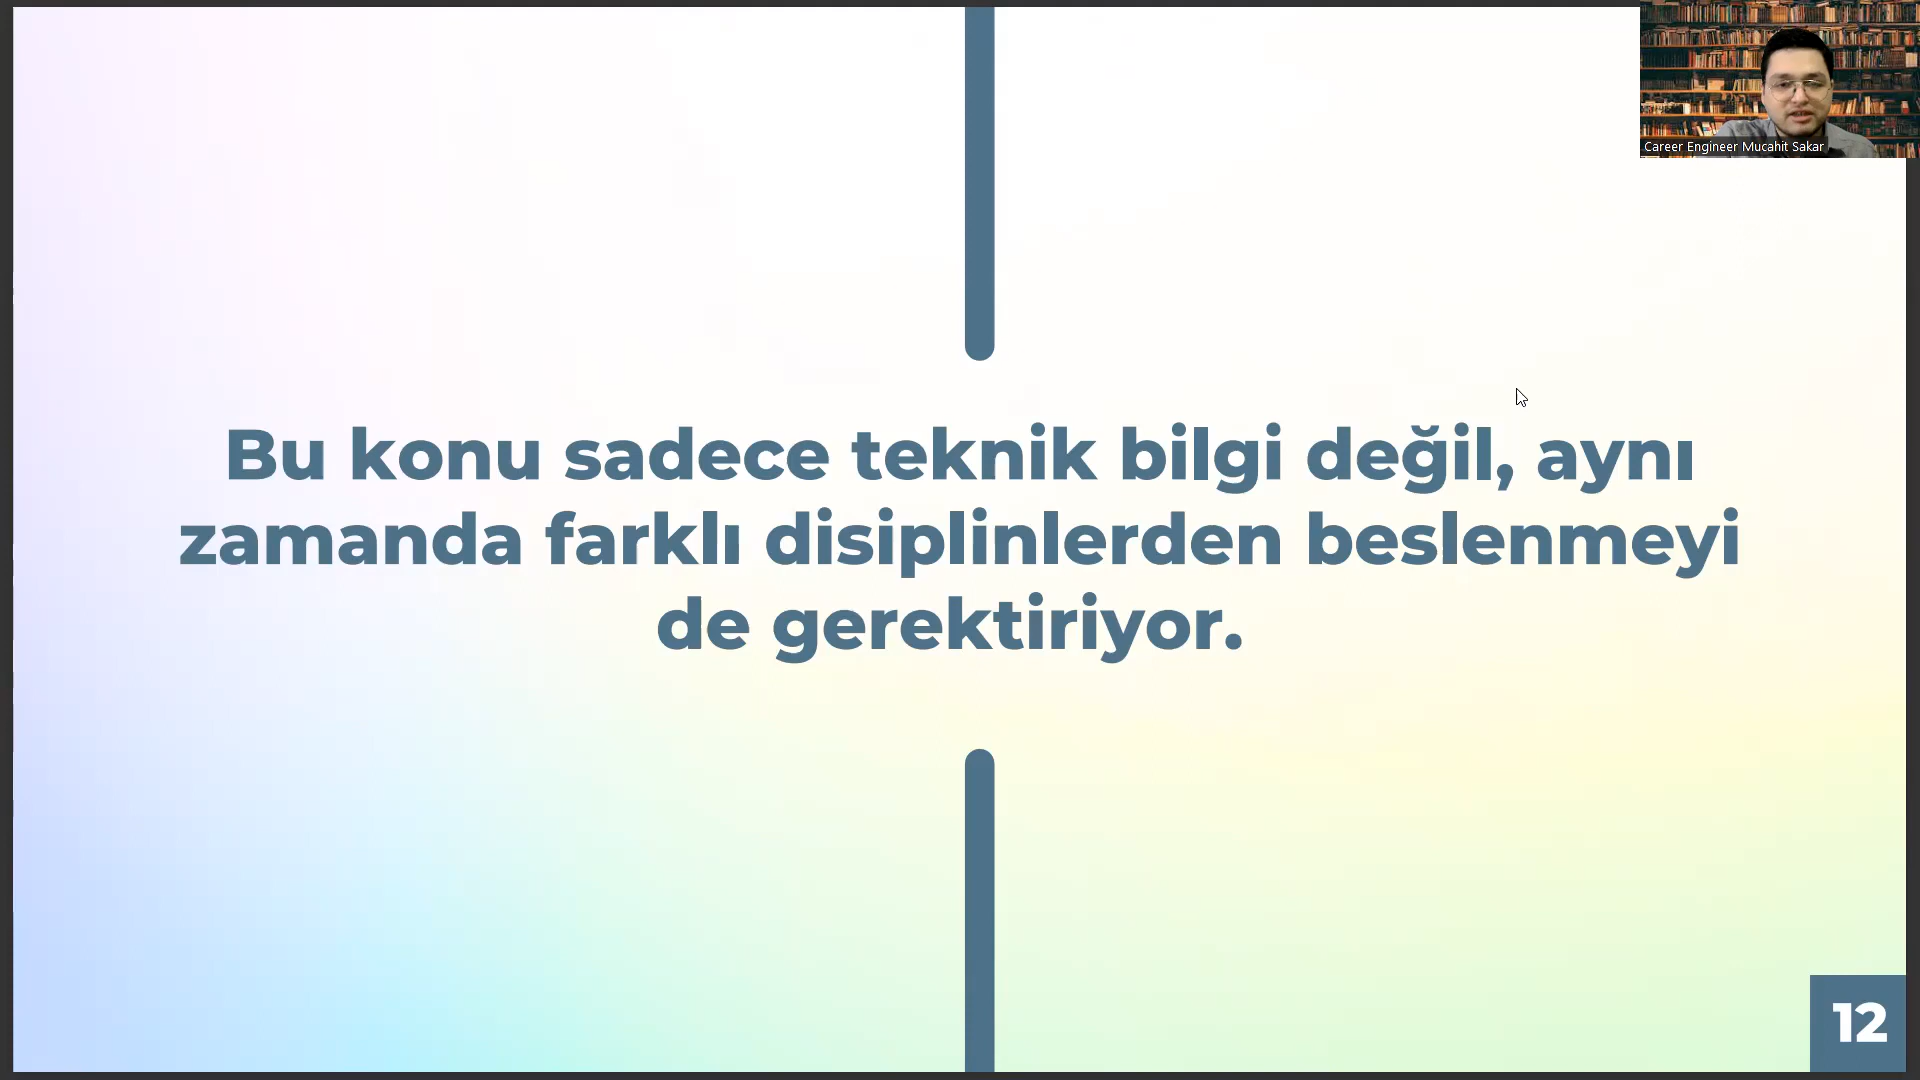 Career Engineer Mucahit Sakar
Bu konu sadece teknik bilgi değil, aynı
zamanda farklı disiplinlerden beslenmeyi
de gerektiriyor.
12